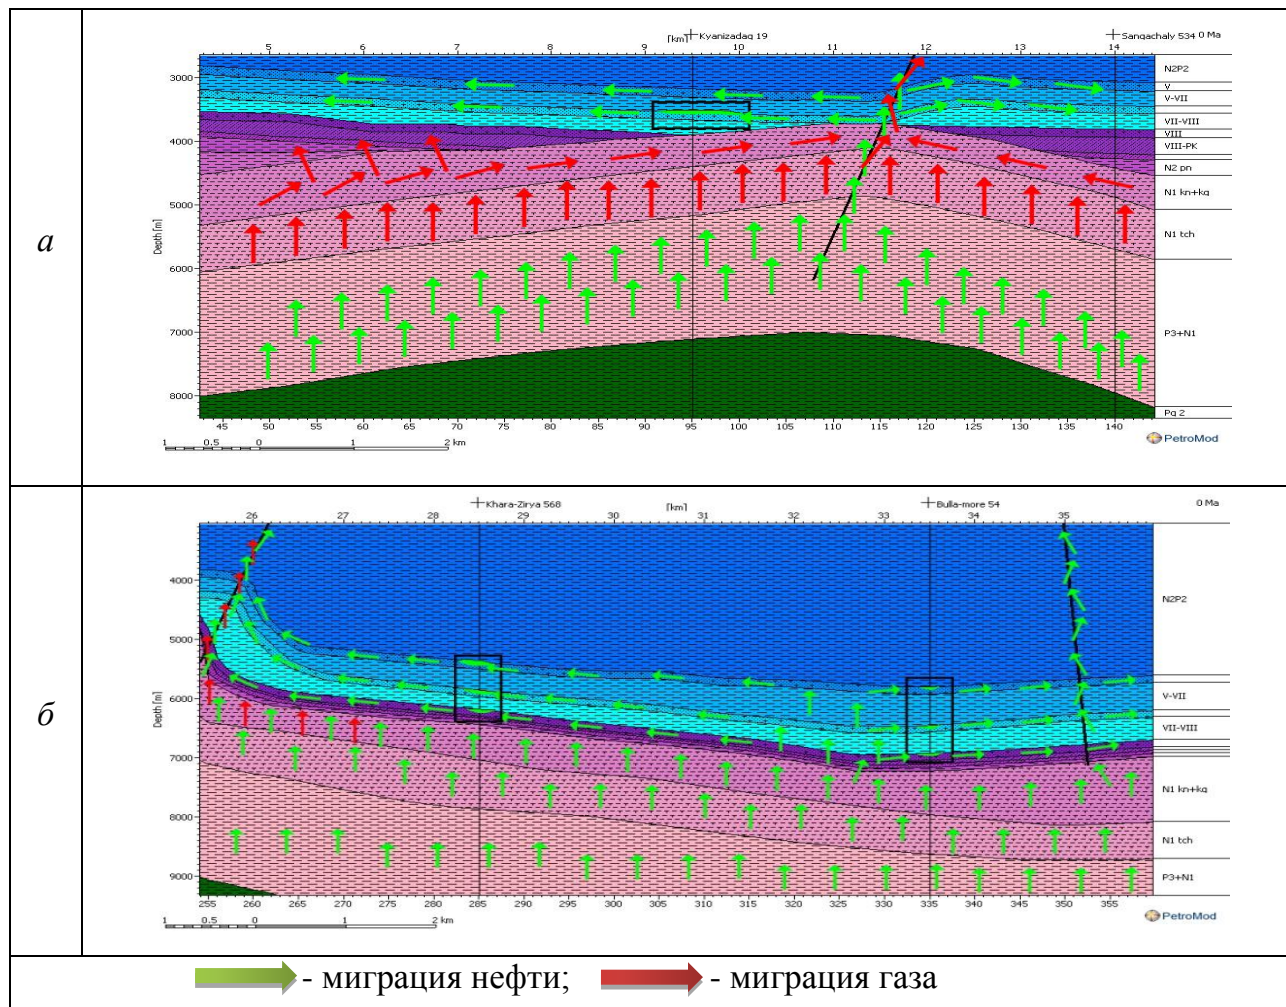 а
[km]
Kyanizadag 19
Sangachaly 534
0 Ma
5 6 7 8 9 10 11 12 13 14
Depth [m]
3000
4000
5000
6000
7000
8000
N2P2
V
V-VII
VII-VIII
VIII
VIII-PK
N2 pn
N1 kn+kg
N1 tch
P3+N1
Pg 2
45 50 55 60 65 70 75 80 85 90 95 100 105 110 115 120 125 130 135 140
1 0.5 0 1 2 km
PetroMod
б
Khara-Zirya 568
[km]
Bulla-more 54
0 Ma
26 27 28 29 30 31 32 33 34 35
Depth [m]
4000
5000
6000
7000
8000
9000
N2P2
V-VII
VII-VIII
N1 kn+kg
N1 tch
P3+N1
255 260 265 270 275 280 285 290 295 300 305 310 315 320 325 330 335 340 345 350 355
1 0.5 0 1 2 km
PetroMod
- миграция нефти; - миграция газа